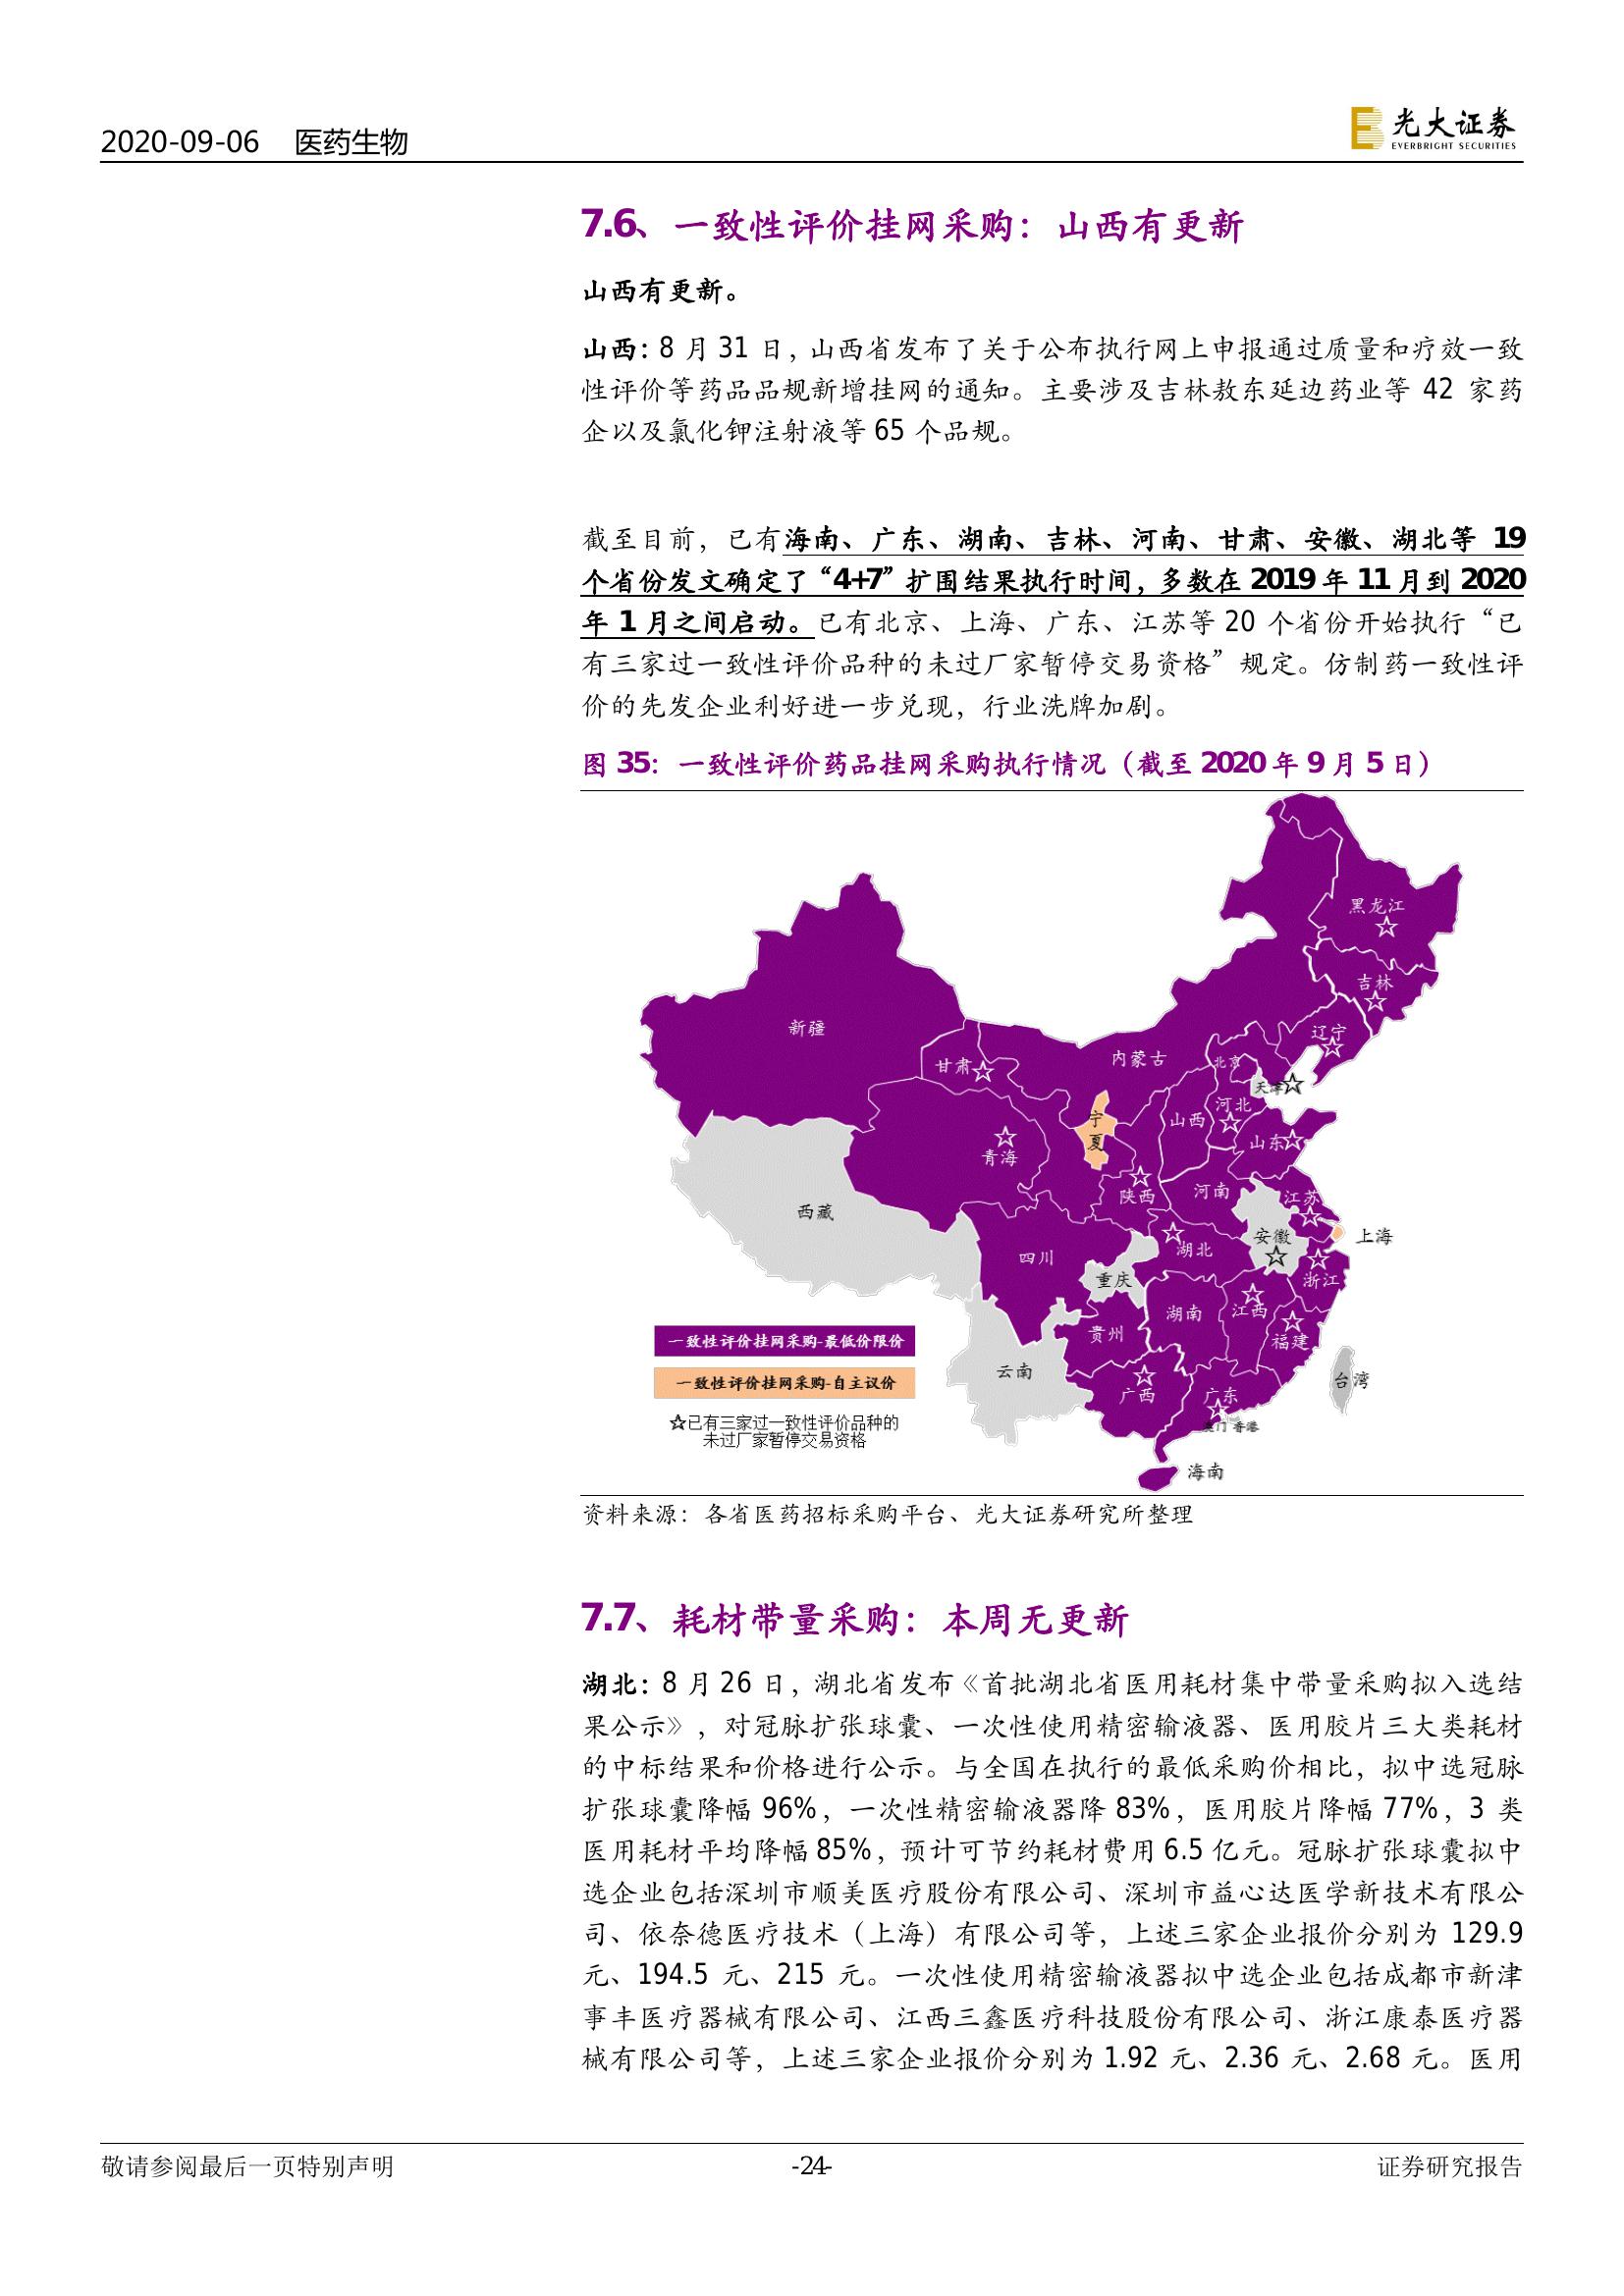 2020-09-06 医药生物
光大证券
EVERBRIGHT SECURITIES
7.6、一致性评价挂网采购：山西有更新
山西有更新。
山西：8 月 31 日，山西省发布了关于公布执行网上申报通过质量和疗效一致
性评价等药品品规新增挂网的通知。主要涉及吉林敖东延边药业等 42 家药
企以及氯化钾注射液等 65 个品规。
截至目前，已有海南、广东、湖南、吉林、河南、甘肃、安徽、湖北等 19
个省份发文确定了“4+7”扩围结果执行时间，多数在 2019 年 11 月到 2020
年 1 月之间启动。已有北京、上海、广东、江苏等 20 个省份开始执行“已
有三家过一致性评价品种的未过厂家暂停交易资格”规定。仿制药一致性评
价的先发企业利好进一步兑现，行业洗牌加剧。
图 35：一致性评价药品挂网采购执行情况（截至 2020 年 9 月 5 日）
黑龙江
☆
吉林
☆
新疆
辽宁
☆
内蒙古
北京
甘肃☆
天津☆
河北
☆
宁夏
山西
山东☆
青海
☆
陕西
☆
河南
江苏
☆
西藏
安徽
☆
上海
湖北
☆
四川
浙江
☆
重庆
湖南
江西
☆
贵州
福建
☆
云南
台湾
广西
☆
广东
☆
澳门 香港
海南
一致性评价挂网采购-最低价限价
一致性评价挂网采购-自主议价
☆已有三家过一致性评价品种的
未过厂家暂停交易资格
资料来源：各省医药招标采购平台、光大证券研究所整理
7.7、耗材带量采购：本周无更新
湖北：8 月 26 日，湖北省发布《首批湖北省医用耗材集中带量采购拟入选结
果公示》，对冠脉扩张球囊、一次性使用精密输液器、医用胶片三大类耗材
的中标结果和价格进行公示。与全国在执行的最低采购价相比，拟中选冠脉
扩张球囊降幅 96%，一次性精密输液器降 83%，医用胶片降幅 77%，3 类
医用耗材平均降幅 85%，预计可节约耗材费用 6.5 亿元。冠脉扩张球囊拟中
选企业包括深圳市顺美医疗股份有限公司、深圳市益心达医学新技术有限公
司、依奈德医疗技术（上海）有限公司等，上述三家企业报价分别为 129.9
元、194.5 元、215 元。一次性使用精密输液器拟中选企业包括成都市新津
事丰医疗器械有限公司、江西三鑫医疗科技股份有限公司、浙江康泰医疗器
械有限公司等，上述三家企业报价分别为 1.92 元、2.36 元、2.68 元。医用
敬请参阅最后一页特别声明
-24-
证券研究报告